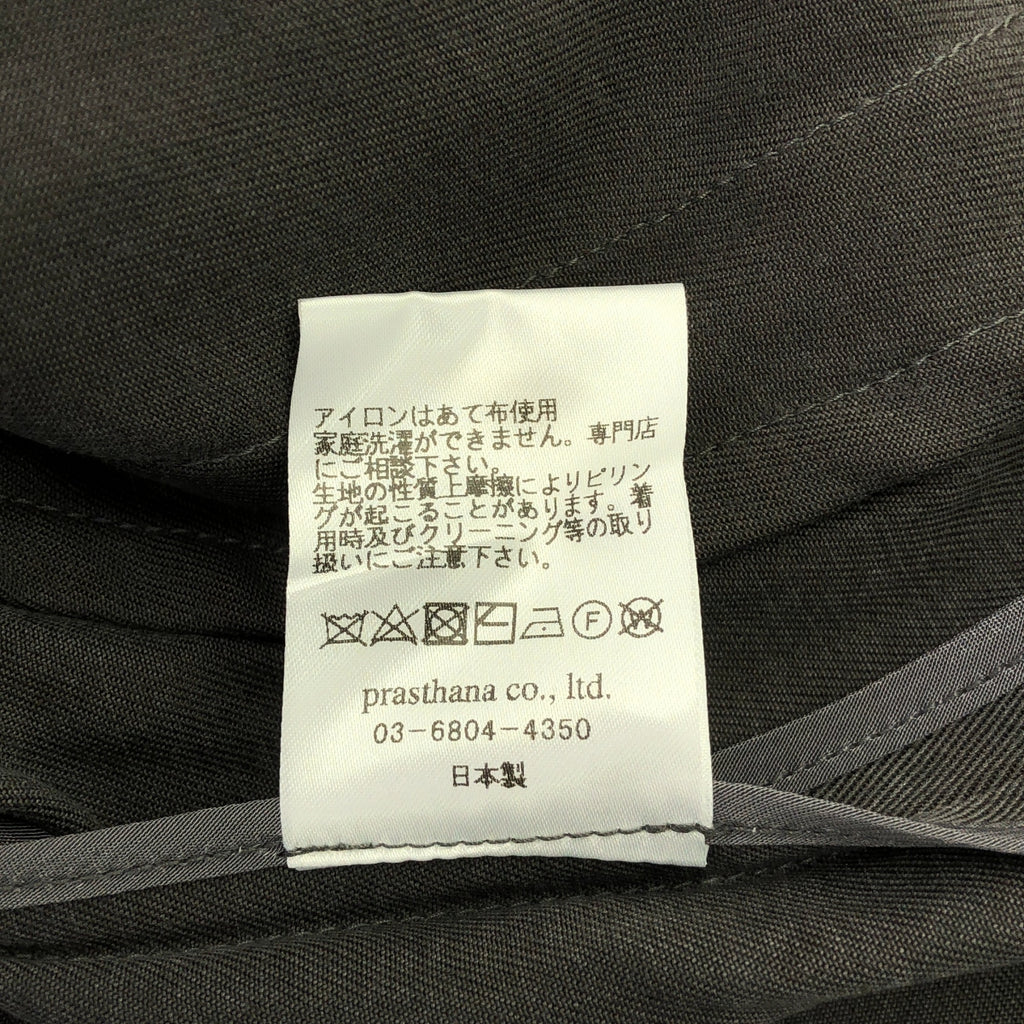 アイロンはあて布使用
家庭洗濯ができません。専門店
にご相談下さい。
生地の性質上摩擦によりピリン
グが起こることがあります。着
用時及びクリーニング等の取り
扱いにご注意下さい。
F W
prasthana co., ltd.
03-6804-4350
日本製